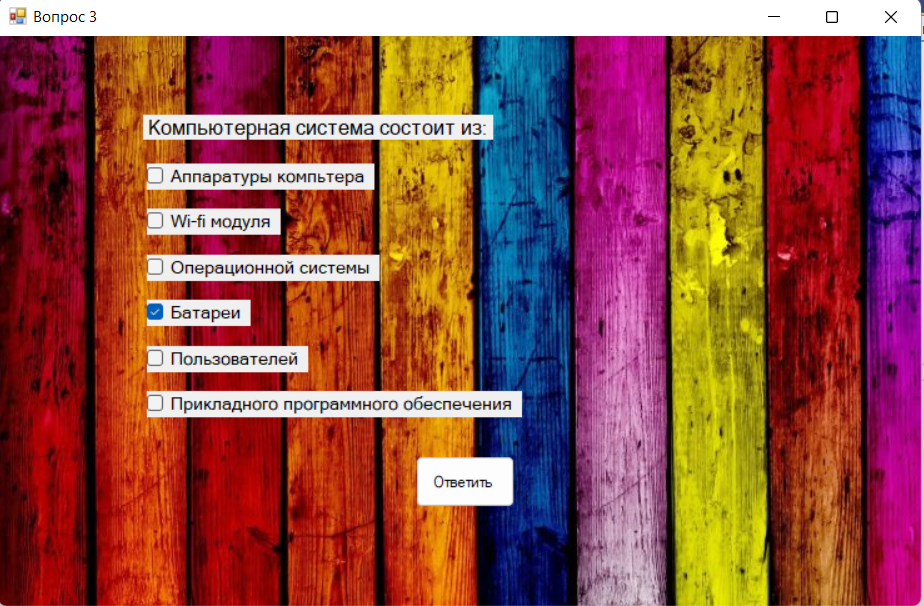 Вопрос 3
Компьютерная система состоит из:
Аппаратуры компьтера
Wi-fi модуля
Операционной системы
Батареи
Пользователей
Прикладного программного обеспечения
Ответить